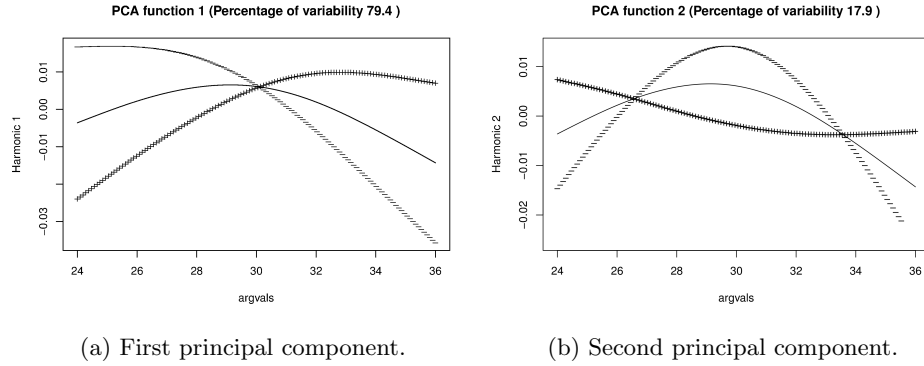 PCA function 1 (Percentage of variability 79.4 )
Harmonic 1
0.01
0.00
−0.01
−0.03
24 26 28 30 32 34 36
argvals
(a) First principal component.
PCA function 2 (Percentage of variability 17.9 )
Harmonic 2
0.01
0.00
−0.01
−0.02
24 26 28 30 32 34 36
argvals
(b) Second principal component.